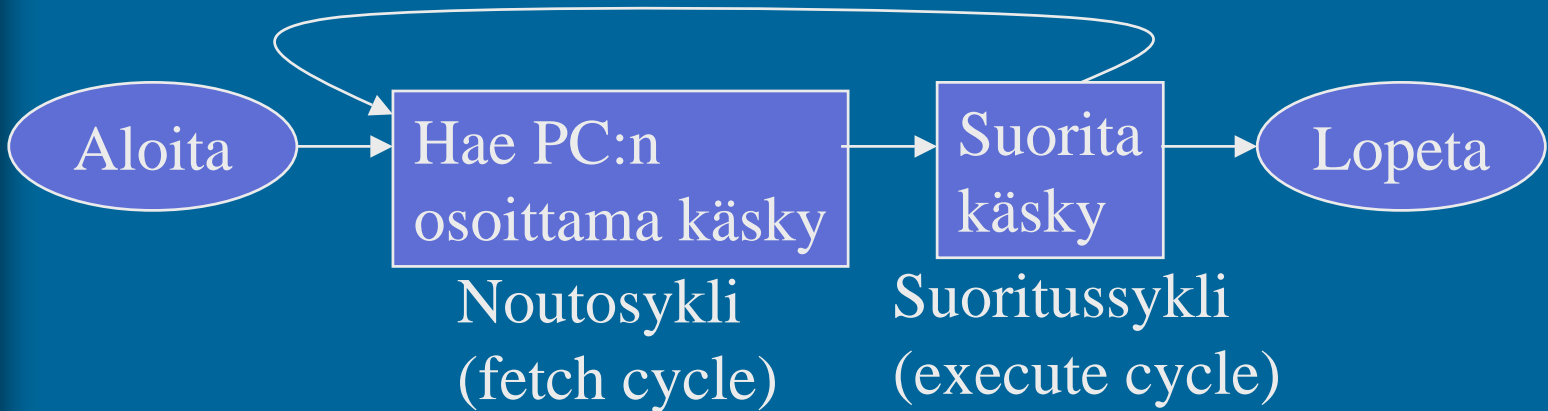 Aloita
Hae PC:n
osoittama käsky
Suorita
käsky
Lopeta
Noutosykli
(fetch cycle)
Suoritussykli
(execute cycle)